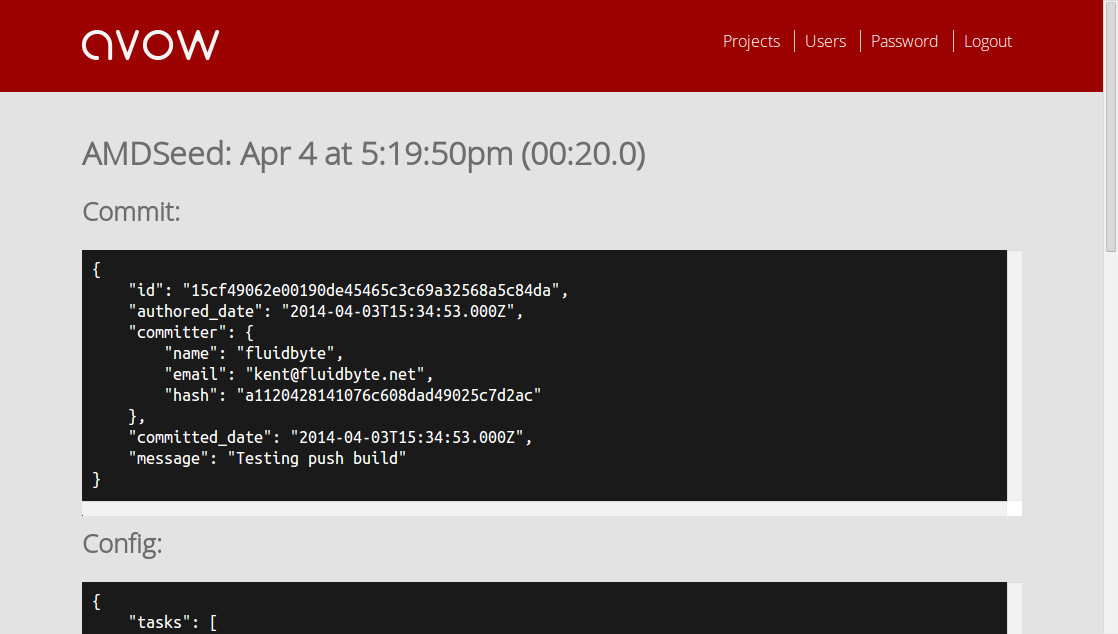 avow
Projects Users Password Logout
AMDSeed: Apr 4 at 5:19:50pm (00:20.0)
Commit:
{
    "id": "15cf49062e00190de45465c3c69a32568a5c84da",
    "authored_date": "2014-04-03T15:34:53.000Z",
    "committer": {
        "name": "fluidbyte",
        "email": "kent@fluidbyte.net",
        "hash": "a1120428141076c608dad49025c7d2ac"
    },
    "committed_date": "2014-04-03T15:34:53.000Z",
    "message": "Testing push build"
}
Config:
{
    "tasks": [